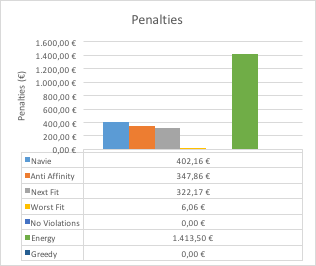 Penalties
Penalties (€)
1.600,00 €
1.400,00 €
1.200,00 €
1.000,00 €
800,00 €
600,00 €
400,00 €
200,00 €
0,00 €
Navie 402,16 €
Anti Affinity 347,86 €
Next Fit 322,17 €
Worst Fit 6,06 €
No Violations 0,00 €
Energy 1.413,50 €
Greedy 0,00 €